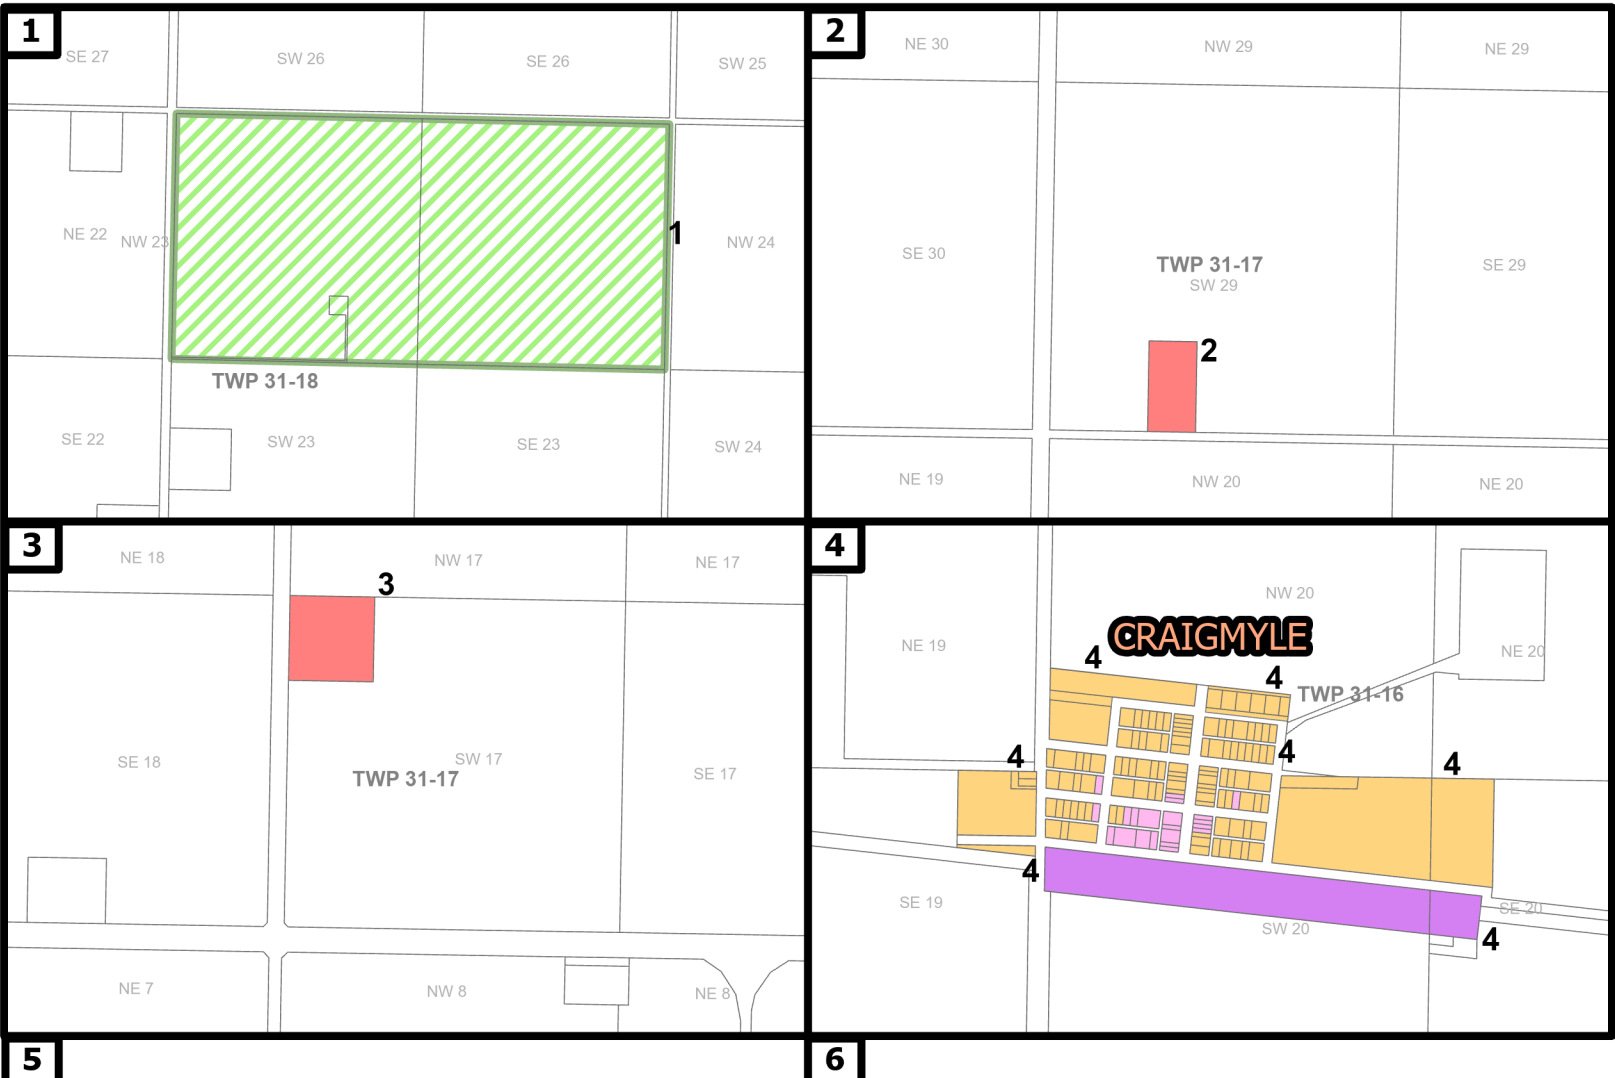 1
SE 27
SW 26
SE 26
SW 25
NE 22
NW 23
1
NW 24
TWP 31-18
SE 22
SW 23
SE 23
SW 24
2
NE 30
NW 29
NE 29
SE 30
TWP 31-17
SW 29
SE 29
2
NE 19
NW 20
NE 20
3
NE 18
NW 17
NE 17
3
SE 18
SW 17
TWP 31-17
SE 17
NE 7
NW 8
NE 8
4
NW 20
CRAIGMYLE
NE 19
NE 20
4
4
TWP 31-16
4
4
4
4
SE 19
SE 20
SW 20
4
5
6